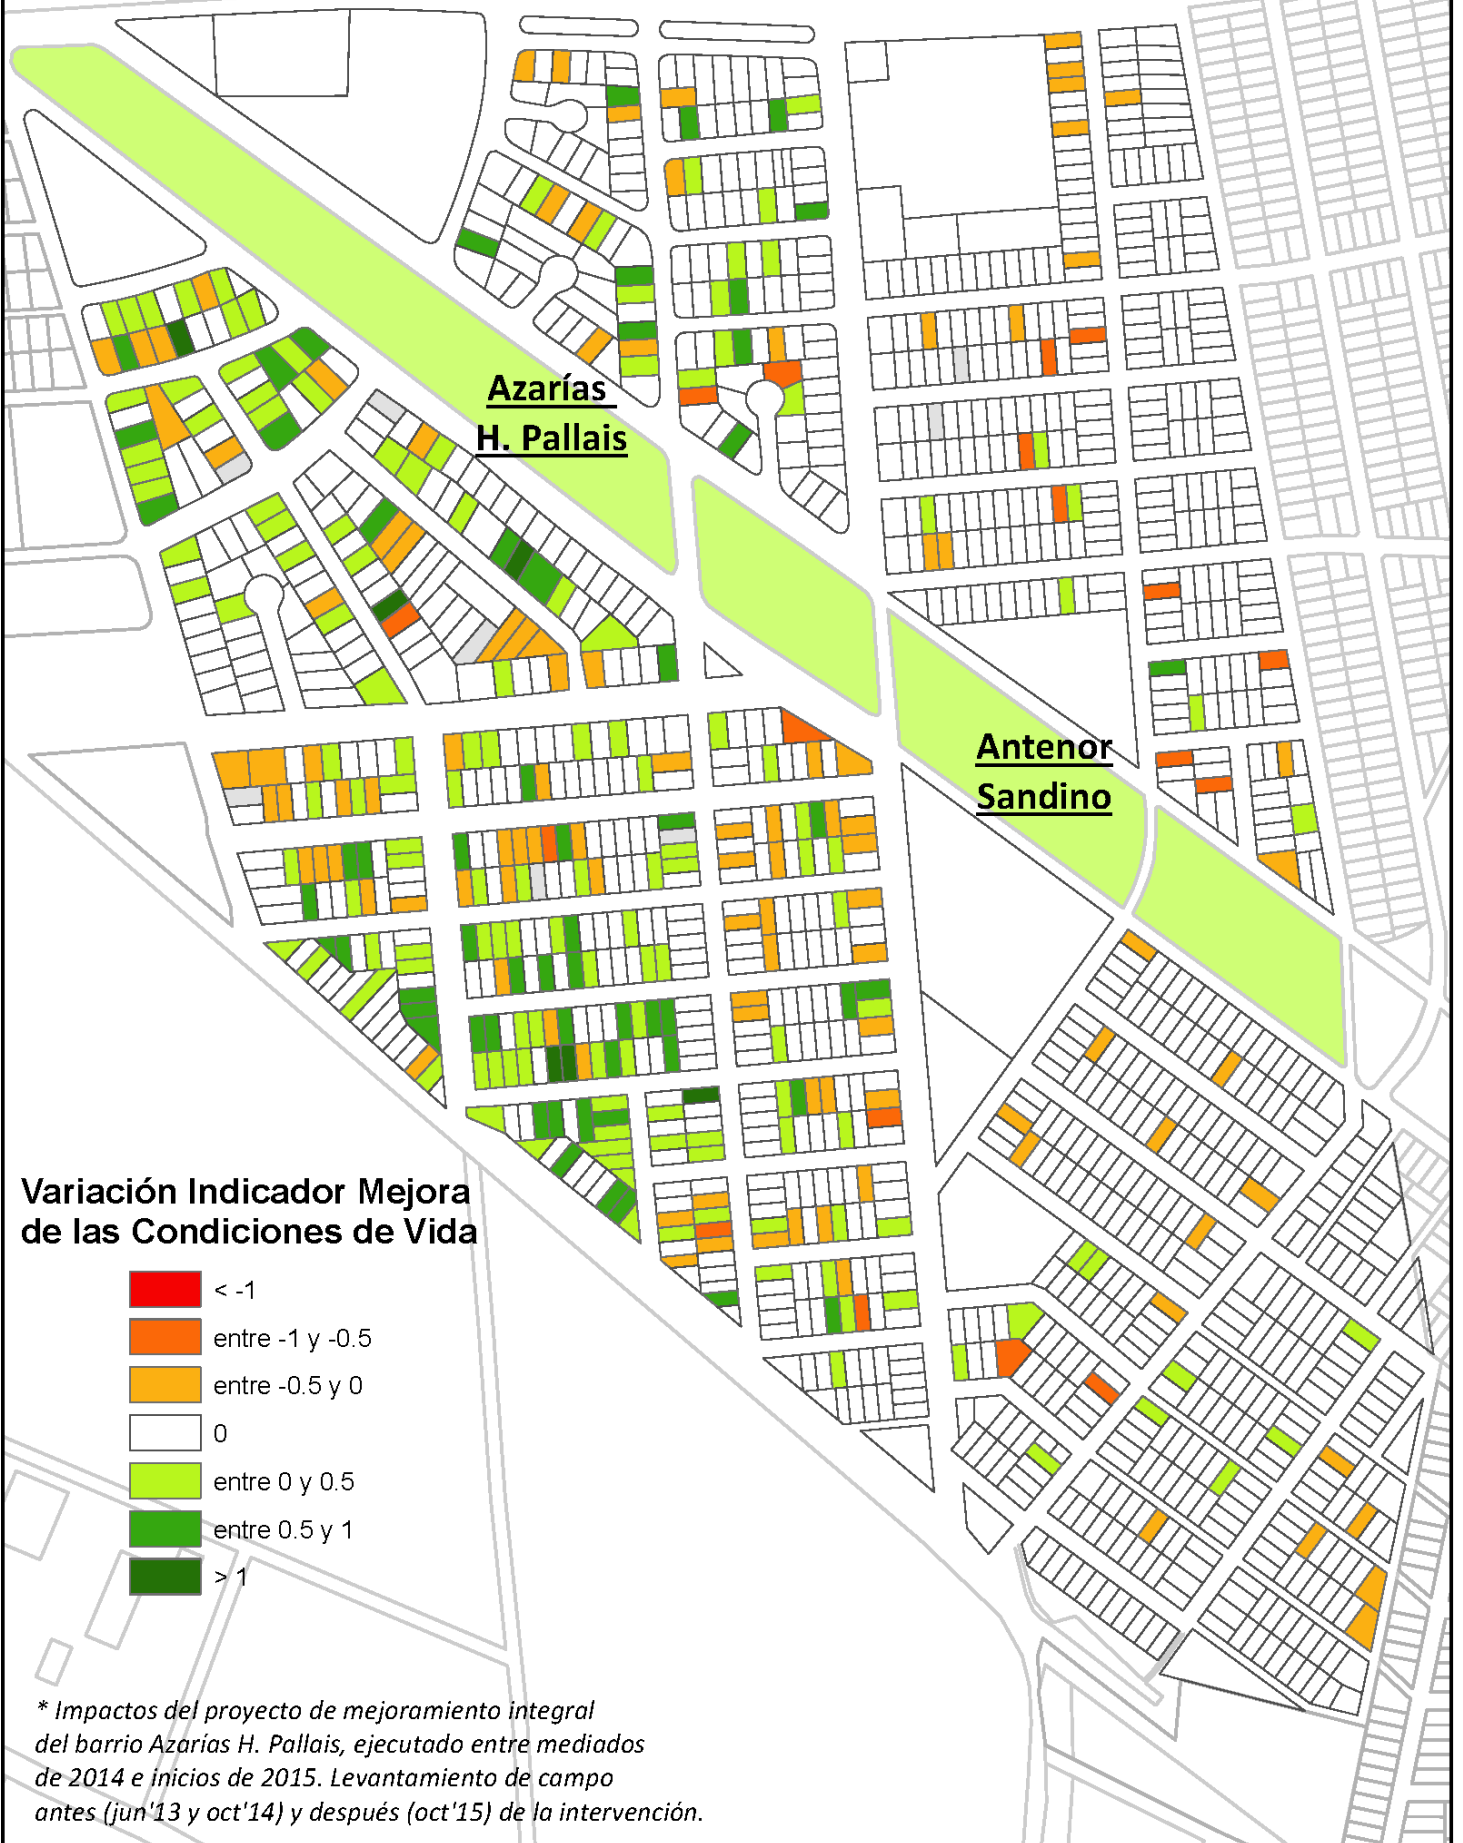 Azarías
H. Pallais
Antenor
Sandino
Variación Indicador Mejora
de las Condiciones de Vida
< -1
entre -1 y -0.5
entre -0.5 y 0
0
entre 0 y 0.5
entre 0.5 y 1
> 1
* Impactos del proyecto de mejoramiento integral
del barrio Azarías H. Pallais, ejecutado entre mediados
de 2014 e inicios de 2015. Levantamiento de campo
antes (jun'13 y oct'14) y después (oct'15) de la intervención.